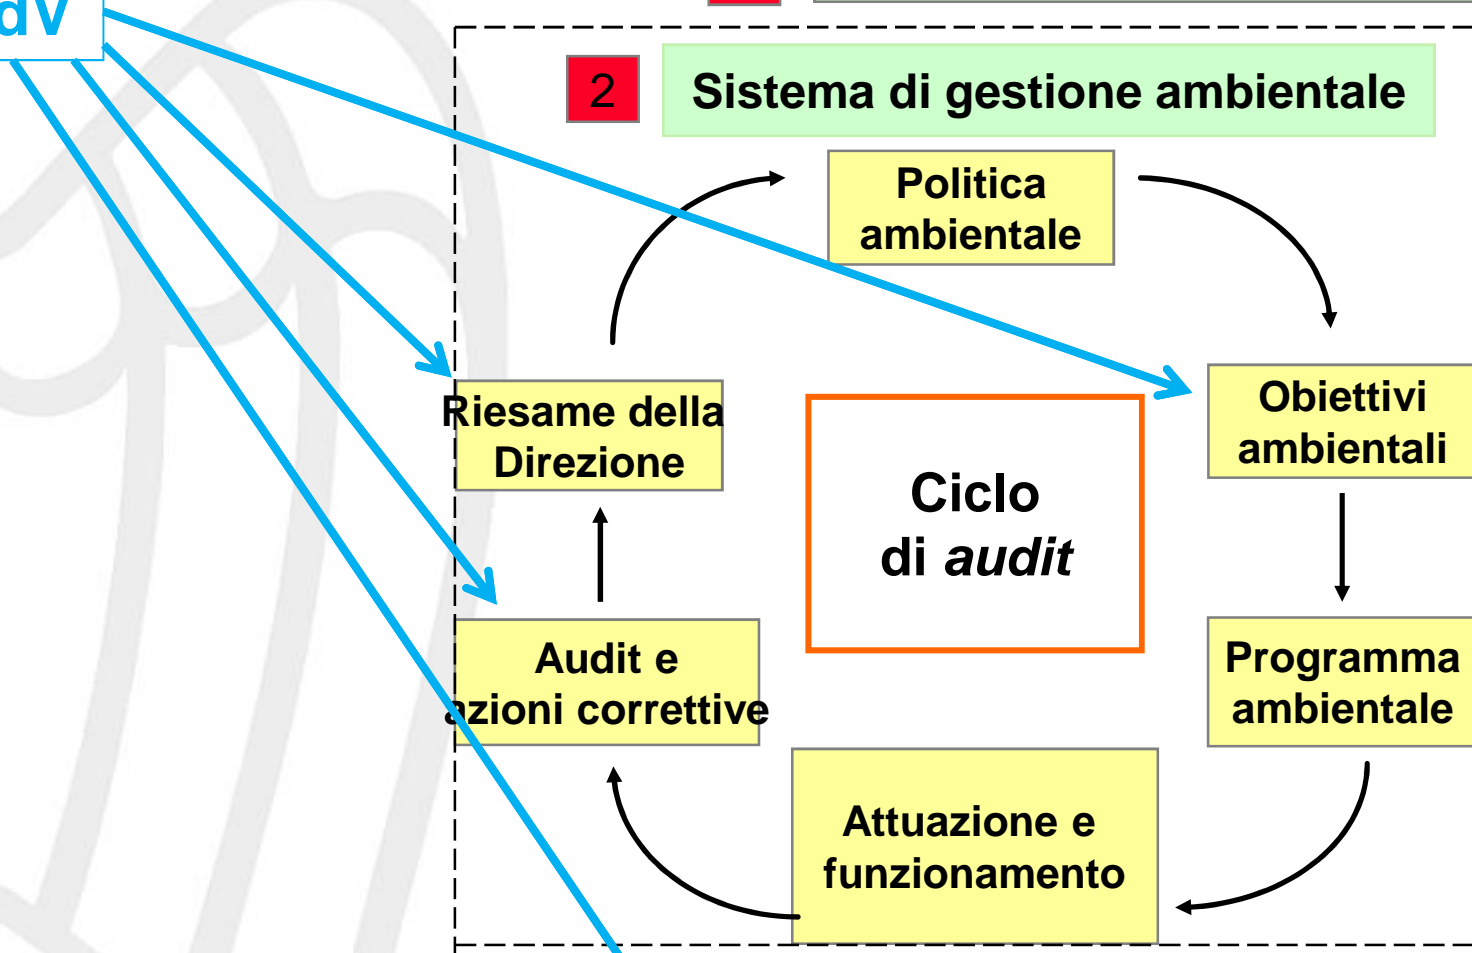 dV
2
Sistema di gestione ambientale
Politica
ambientale
Riesame della
Direzione
Obiettivi
ambientali
Ciclo
di audit
Audit e
azioni correttive
Programma
ambientale
Attuazione e
funzionamento